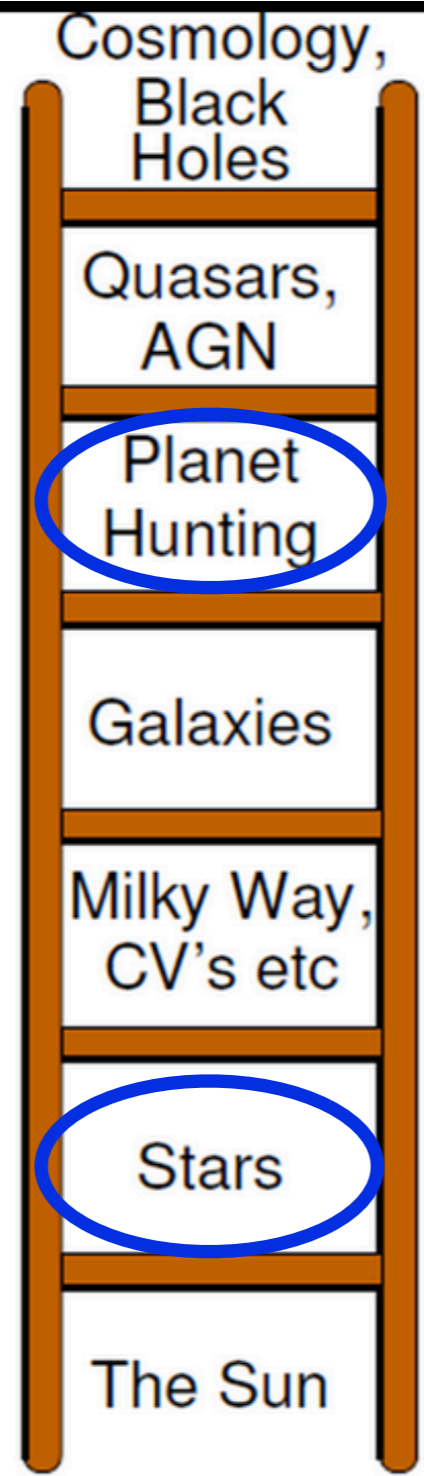 Cosmology,
Black
Holes
Quasars,
AGN
Planet
Hunting
Galaxies
Milky Way,
CV's etc
Stars
The Sun